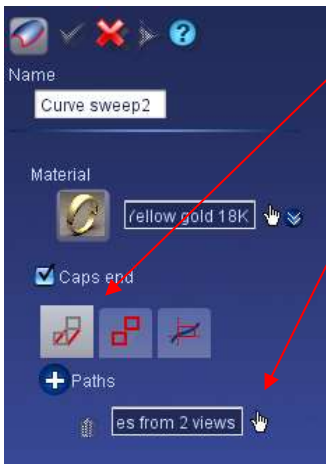 Name
Curve sweep2
Material
Yellow gold 18K
Caps end
Paths
es from 2 views